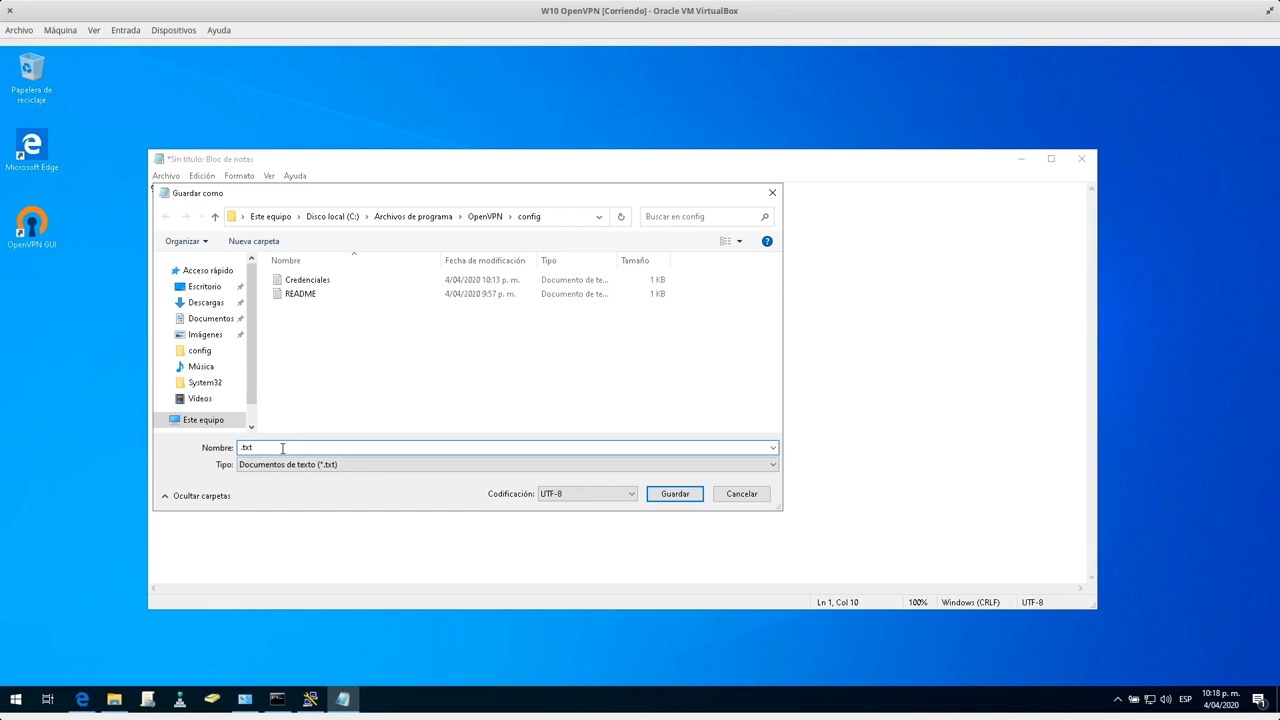 W10 OpenVPN [Corriendo] - Oracle VM VirtualBox
Archivo Máquina Ver Entrada Dispositivos Ayuda
Papelera de
reciclaje
Microsoft Edge
OpenVPN GUI
*Sin título: Bloc de notas
Archivo Edición Formato Ver Ayuda
Guardar como
Este equipo > Disco local (C:) > Archivos de programa > OpenVPN > config
Buscar en config
Organizar Nueva carpeta
Nombre Fecha de modificación Tipo Tamaño
Credenciales 4/04/2020 10:13 p. m. Documento de te... 1 KB
README 4/04/2020 9:57 p. m. Documento de te... 1 KB
Acceso rápido
Escritorio
Descargas
Documentos
Imágenes
config
Música
System32
Vídeos
Este equipo
Nombre: .txt
Tipo: Documentos de texto (*.txt)
Ocultar carpetas Codificación: UTF-8 Guardar Cancelar
Ln 1, Col 10 100% Windows (CRLF) UTF-8
ESP
10:18 p. m.
4/04/2020